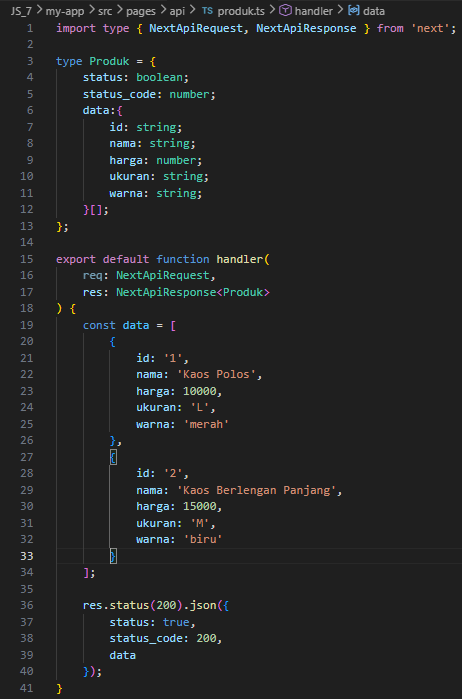 JS_7 > my-app > src > pages > api > TS produk.ts > handler > data
1 import type { NextApiRequest, NextApiResponse } from 'next';
2
3 type Produk = {
4     status: boolean;
5     status_code: number;
6     data:{
7         id: string;
8         nama: string;
9         harga: number;
10         ukuran: string;
11         warna: string;
12     }[];
13 };
14
15 export default function handler(
16     req: NextApiRequest,
17     res: NextApiResponse<Produk>
18 ) {
19     const data = [
20         {
21             id: '1',
22             nama: 'Kaos Polos',
23             harga: 10000,
24             ukuran: 'L',
25             warna: 'merah'
26         },
27         {
28             id: '2',
29             nama: 'Kaos Berlengan Panjang',
30             harga: 15000,
31             ukuran: 'M',
32             warna: 'biru'
33         }
34     ];
35
36     res.status(200).json({
37         status: true,
38         status_code: 200,
39         data
40     });
41 }